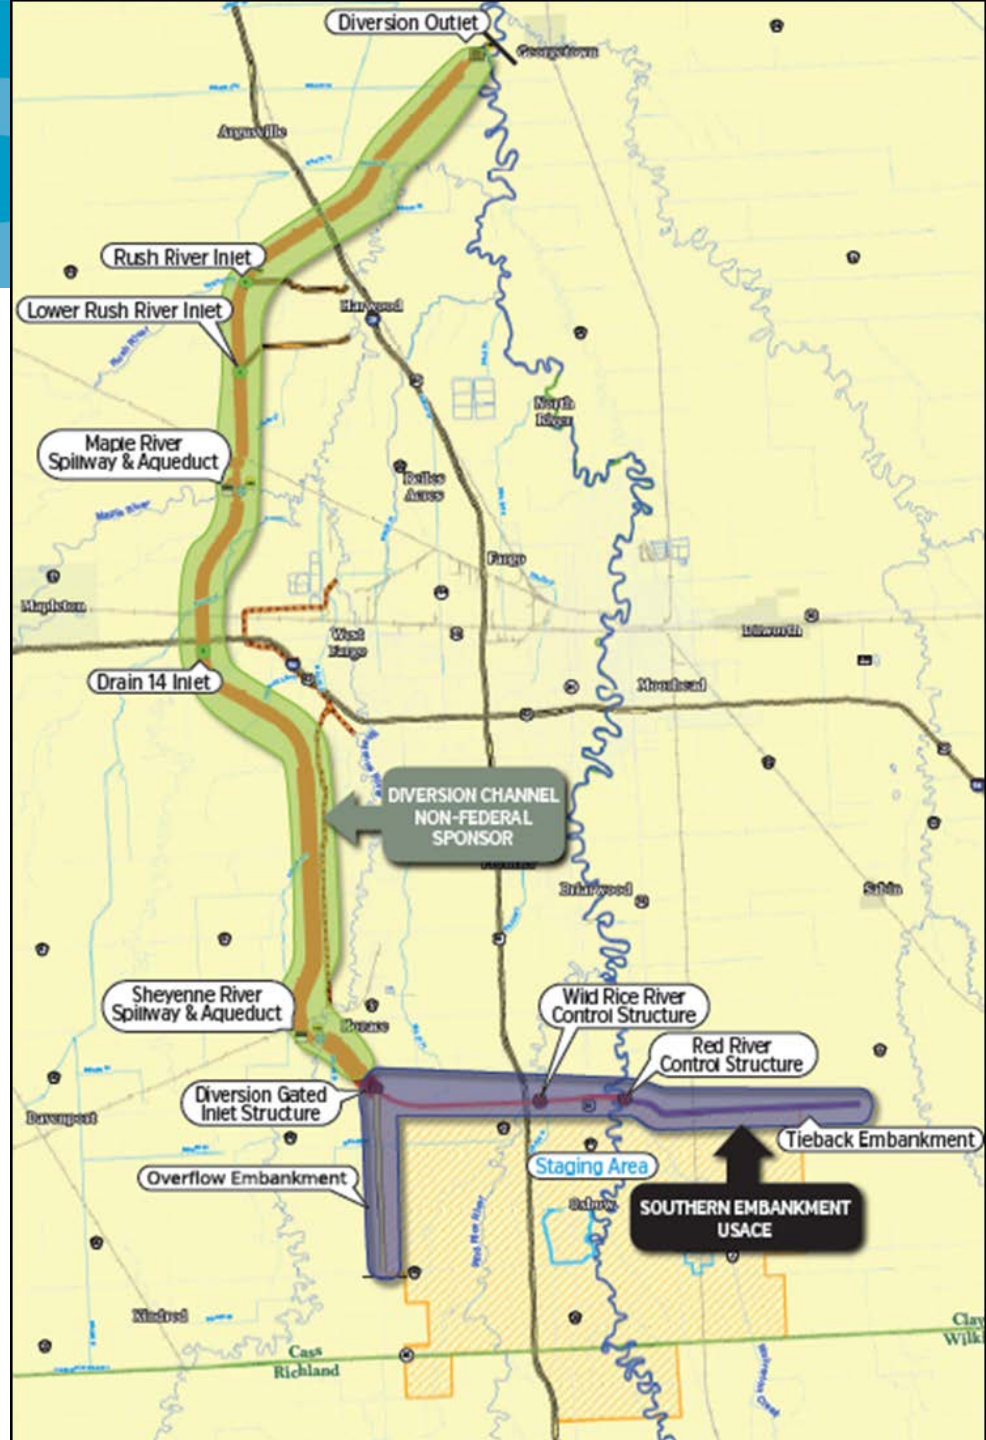 Diversion Outlet
Georgetown
Argusville
Rush River Inlet
Harwood
Lower Rush River Inlet
Rush River
North
River
Maple River
Spillway & Aqueduct
Reiles
Acres
Maple River
Fargo
Mapleton
West
Fargo
Dilworth
Drain 14 Inlet
Moorhead
DIVERSION CHANNEL
NON-FEDERAL
SPONSOR
Briarwood
Sabin
Sheyenne River
Spillway & Aqueduct
Horace
Wild Rice River
Control Structure
Red River
Control Structure
Diversion Gated
Inlet Structure
Davenport
Tieback Embankment
Staging Area
Overflow Embankment
Oxbow
SOUTHERN EMBANKMENT
USACE
Wild Rice River
Kindred
Cass
Richland
Clay
Wilk